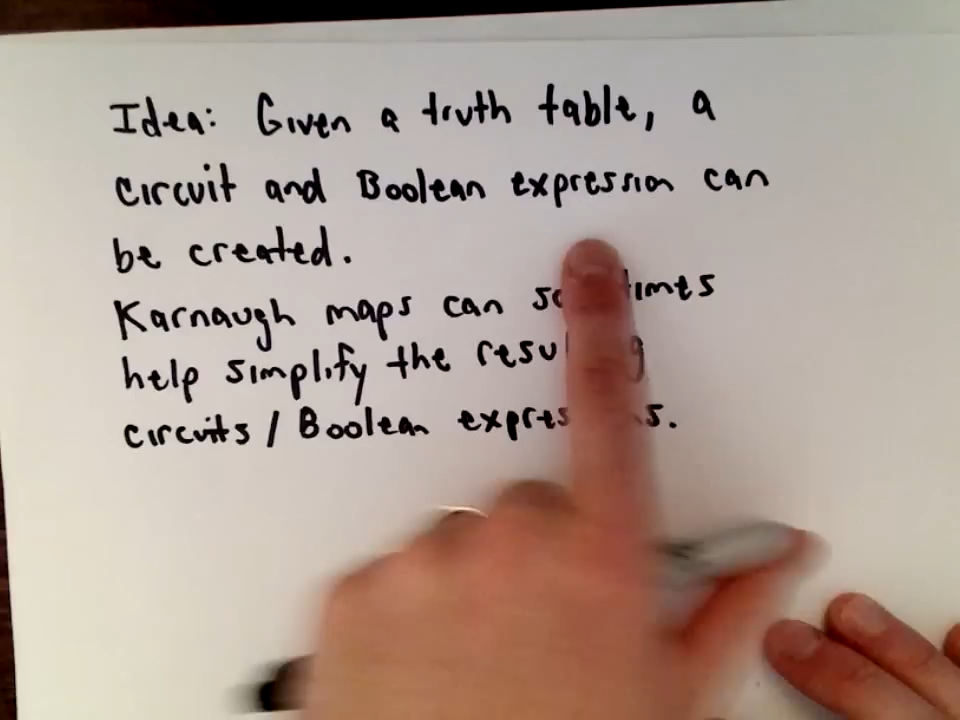 Idea: Given a truth table, a
circuit and Boolean expression can
be created.
Karnaugh maps can
help simplify the
circuits / Boolean